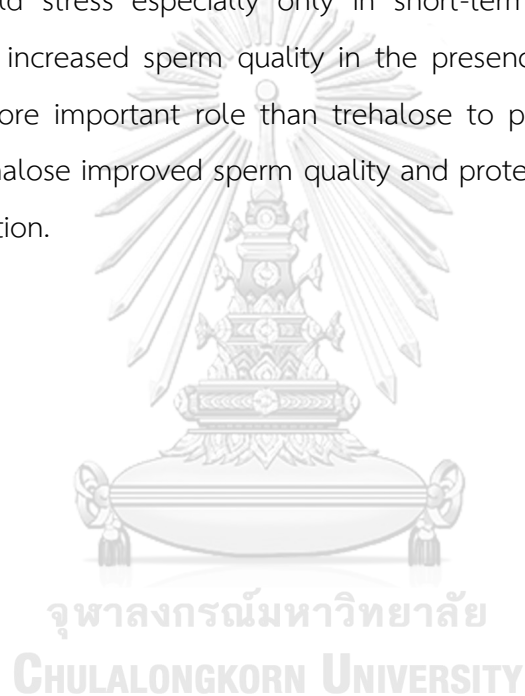 ld stress especially only in short-ter
increased sperm quality in the presen
ore important role than trehalose to p
alose improved sperm quality and prote
tion.
จุฬาลงกรณ์มหาวิทยาลัย
CHULALONGKORN UNIVERSITY